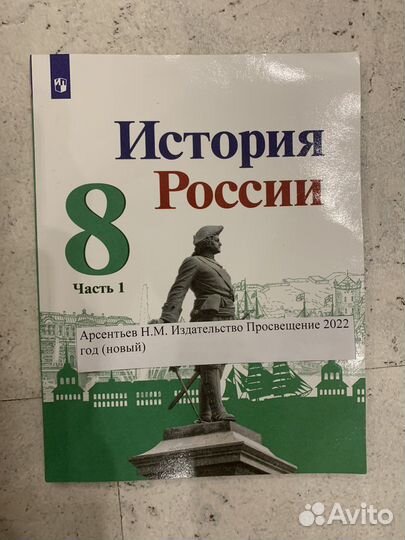 История
России
8
Часть 1
Арсентьев Н.М. Издательство Просвещение 2022
год (новый)
Avito